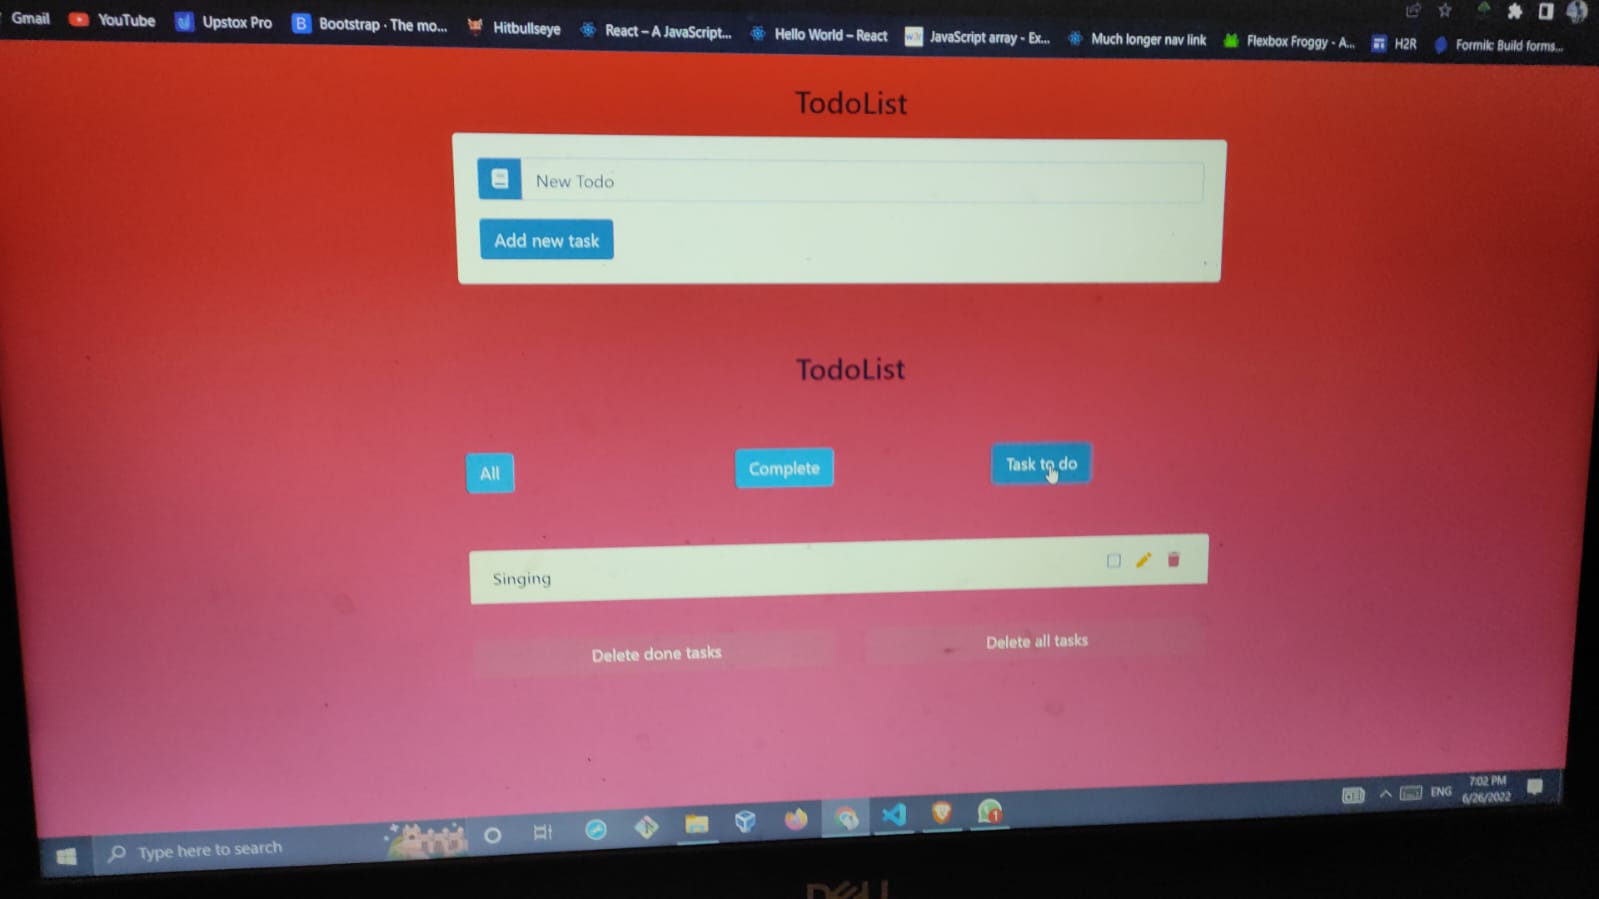 Gmail
YouTube
Upstox Pro
Bootstrap · The mo...
Hitbullseye
React – A JavaScript...
Hello World – React
JavaScript array - Ex...
Much longer nav link
Flexbox Froggy - A...
H2R
Formik: Build forms...
TodoList
New Todo
Add new task
TodoList
All
Complete
Task to do
Singing
Delete done tasks
Delete all tasks
Type here to search
1
ENG
7:02 PM
6/26/2022
DELL